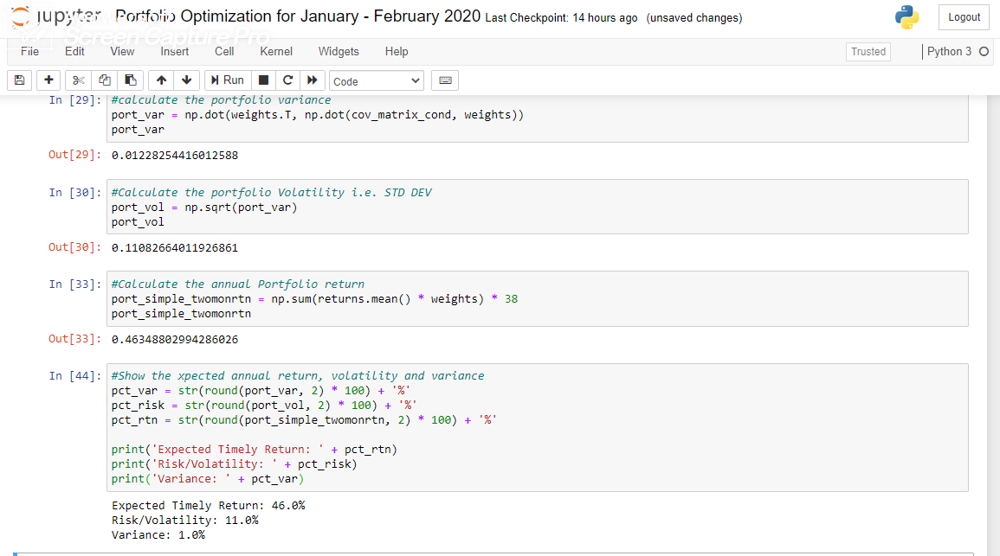 jupyter Portfolio Optimization for January - February 2020 Last Checkpoint: 14 hours ago (unsaved changes)
Logout
Screen Capture Pro
File Edit View Insert Cell Kernel Widgets Help
Trusted
Python 3
Run
Code
In [29]: #calculate the portfolio variance
port_var = np.dot(weights.T, np.dot(cov_matrix_cond, weights))
port_var
Out[29]: 0.01228254416012588
In [30]: #Calculate the portfolio Volatility i.e. STD DEV
port_vol = np.sqrt(port_var)
port_vol
Out[30]: 0.11082664011926861
In [33]: #Calculate the annual Portfolio return
port_simple_twomonrtn = np.sum(returns.mean() * weights) * 38
port_simple_twomonrtn
Out[33]: 0.46348802994286026
In [44]: #Show the xpected annual return, volatility and variance
pct_var = str(round(port_var, 2) * 100) + '%'
pct_risk = str(round(port_vol, 2) * 100) + '%'
pct_rtn = str(round(port_simple_twomonrtn, 2) * 100) + '%'
print('Expected Timely Return: ' + pct_rtn)
print('Risk/Volatility: ' + pct_risk)
print('Variance: ' + pct_var)
Expected Timely Return: 46.0%
Risk/Volatility: 11.0%
Variance: 1.0%